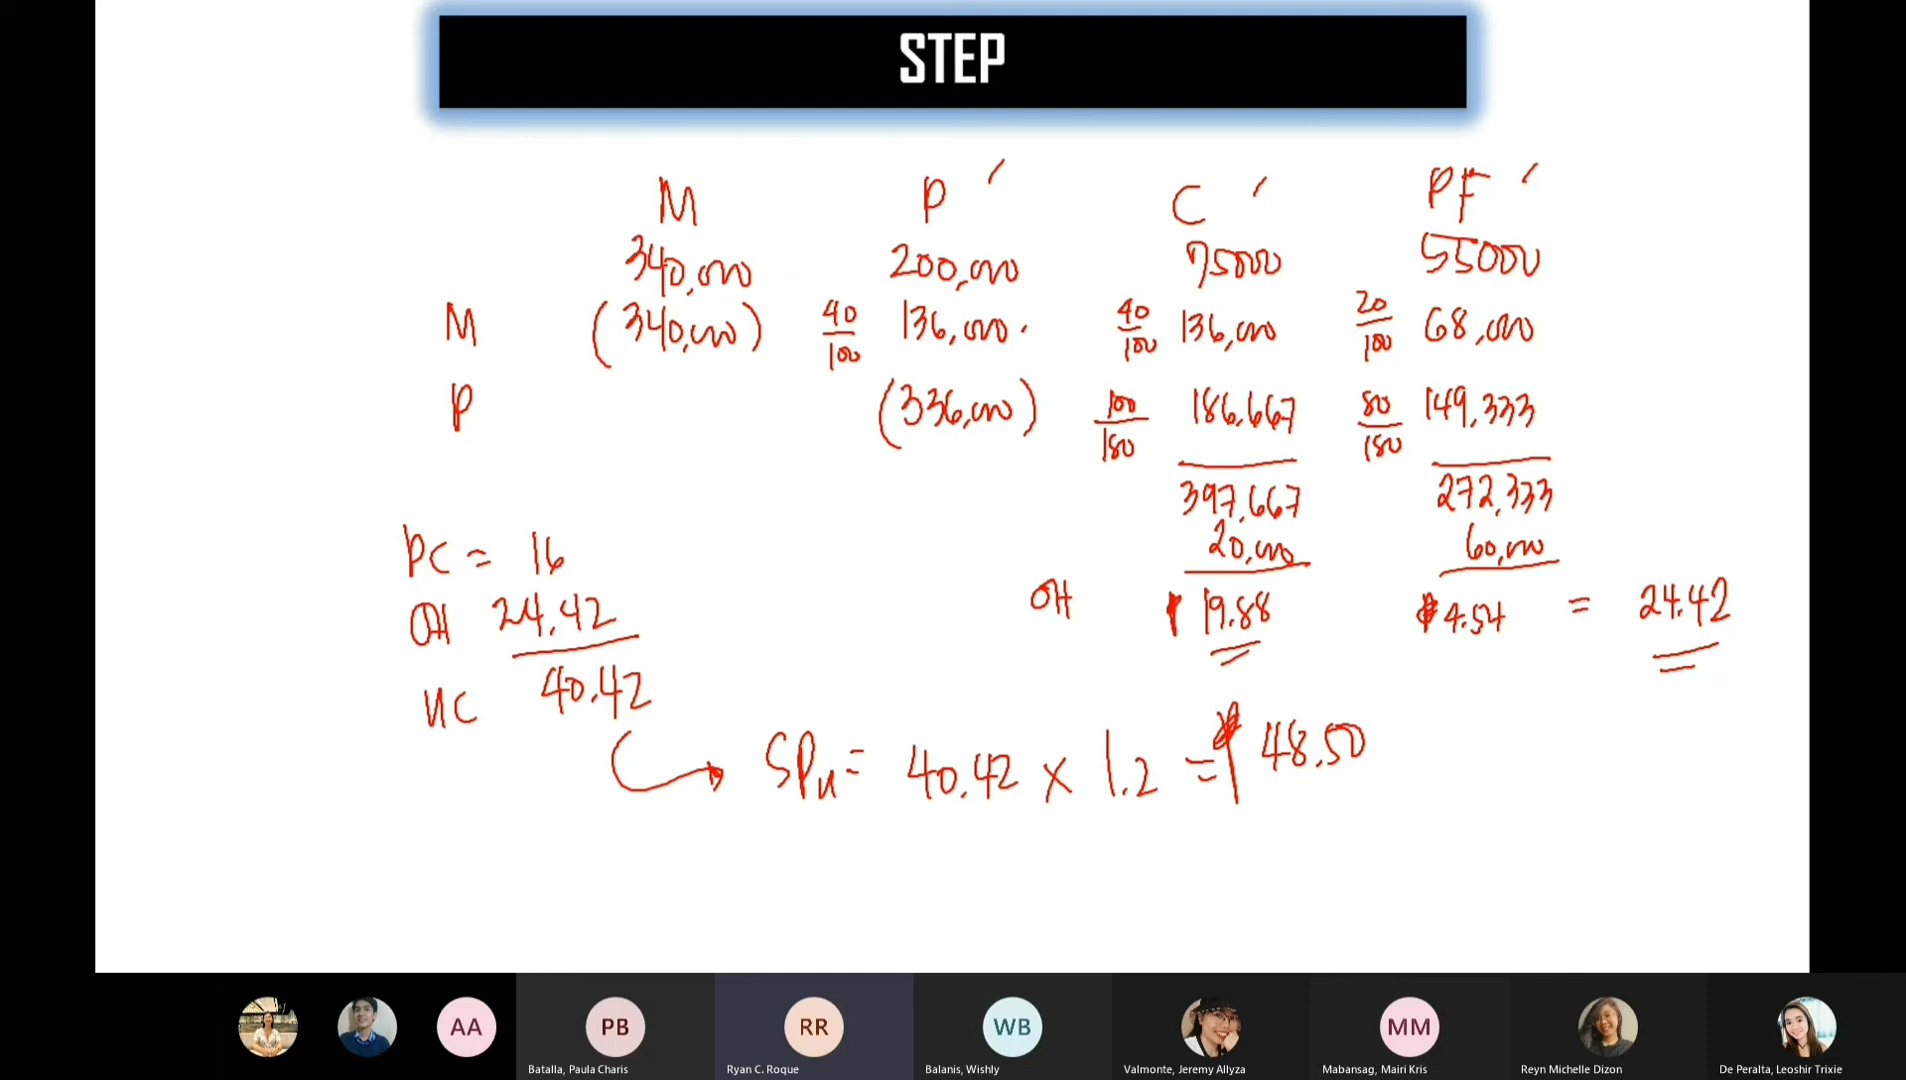 STEP
M P ′ C ′ PF ′
340,000 200,000 75000 55000
M (340,000) 40/100 136,000. 40/100 136,000 20/100 68,000
P (336,000) 100/180 186,667 80/180 149,333
397,667 272,333
20,000 60,000
OH 19.88 4.54 = 24.42
PC = 16
OH 24.42
UC 40.42
SPu = 40.42 x 1.2 = 48.50
AA
PB
RR
WB
MM
Batalla, Paula Charis
Ryan C. Roque
Balanis, Wishly
Valmonte, Jeremy Allyza
Mabansag, Mairi Kris
Reyn Michelle Dizon
De Peralta, Leoshir Trixie